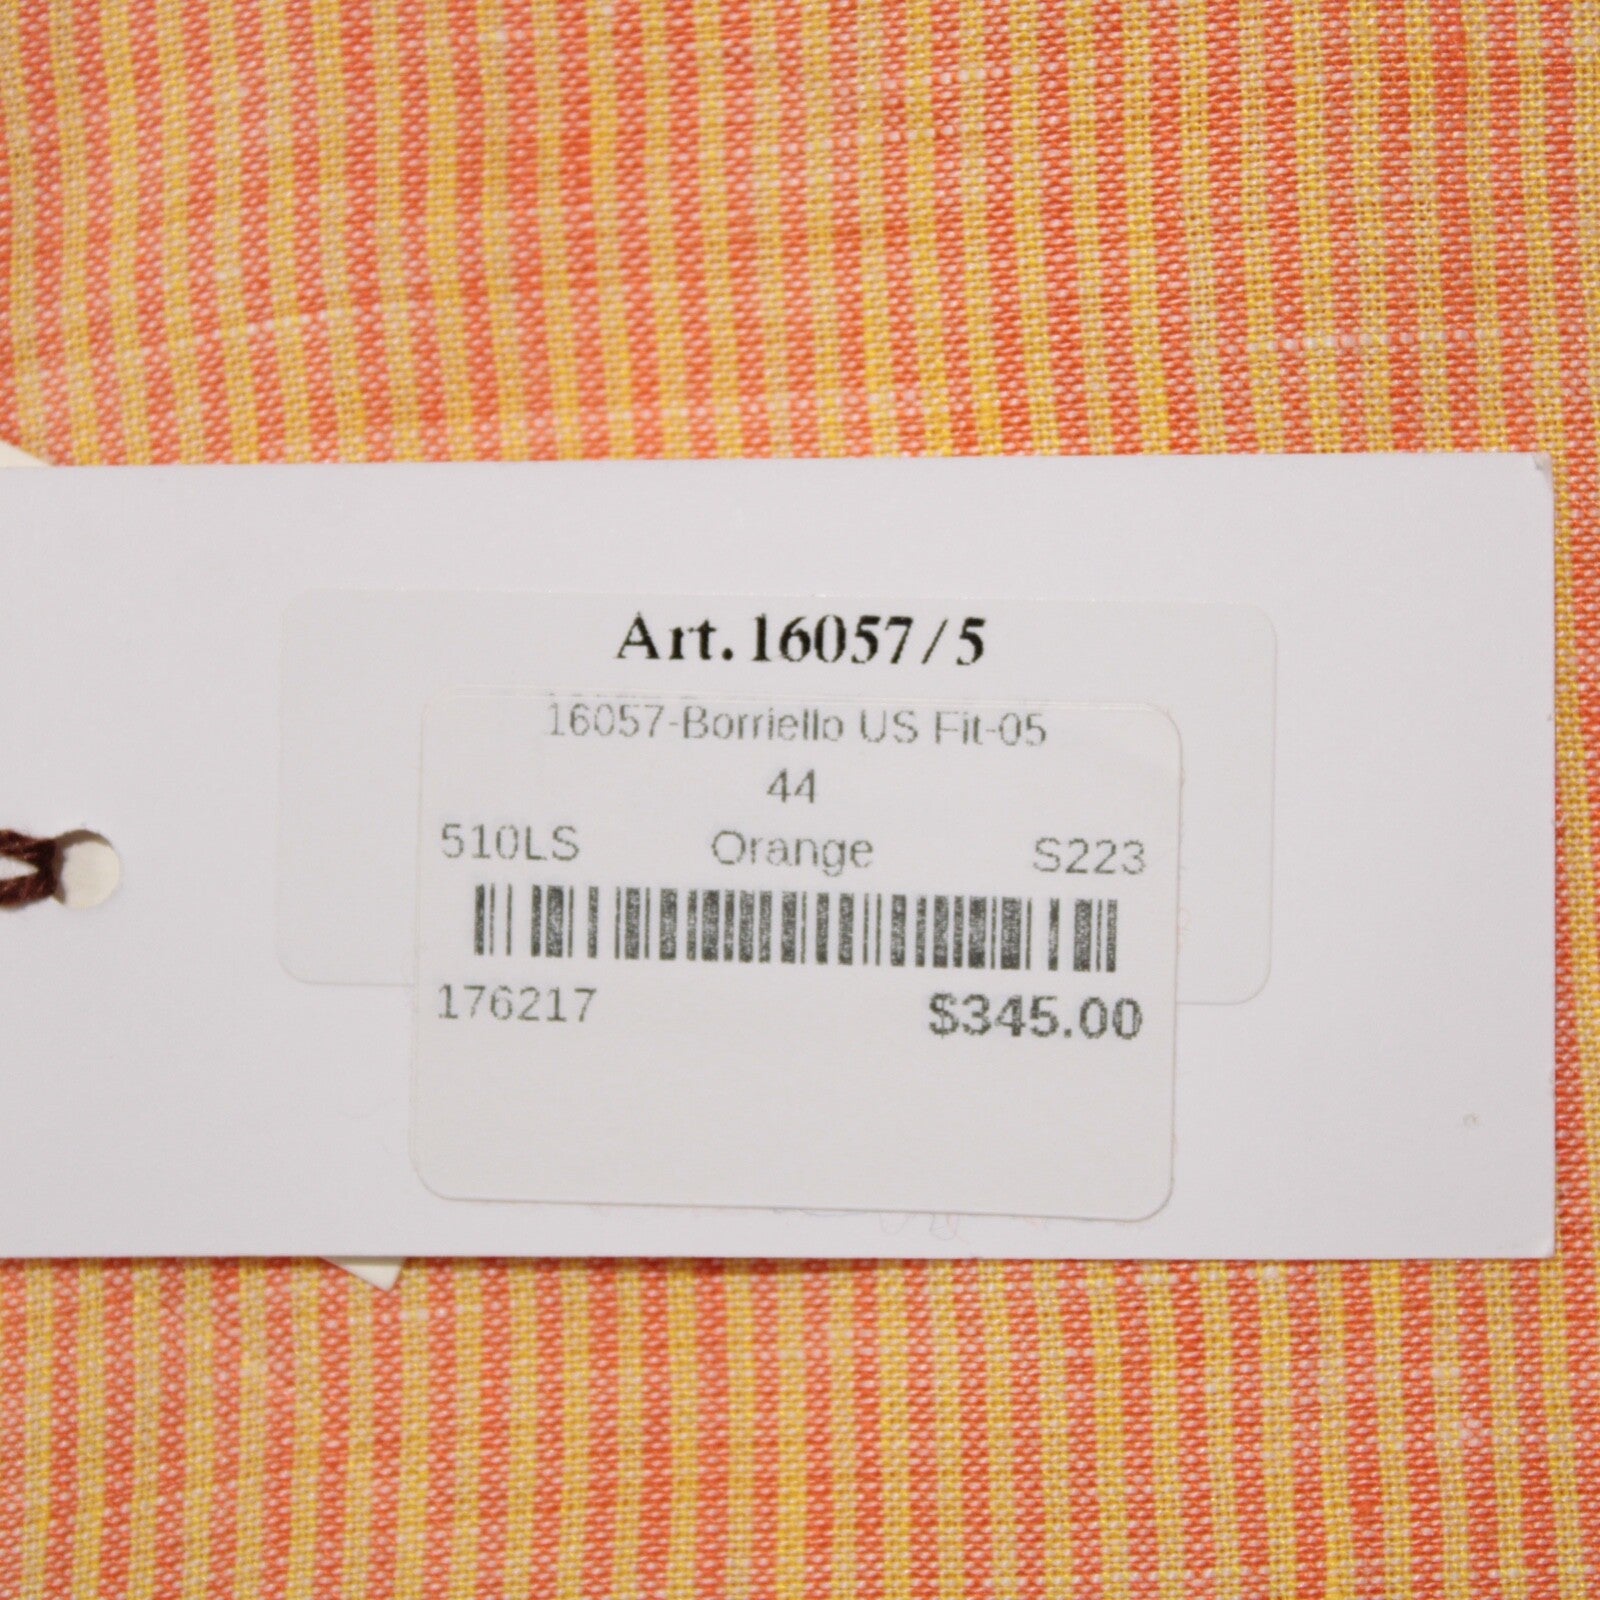 Art. 16057/5
16057-Borriello US Fit-05
44
510LS Orange S223
176217 $345.00